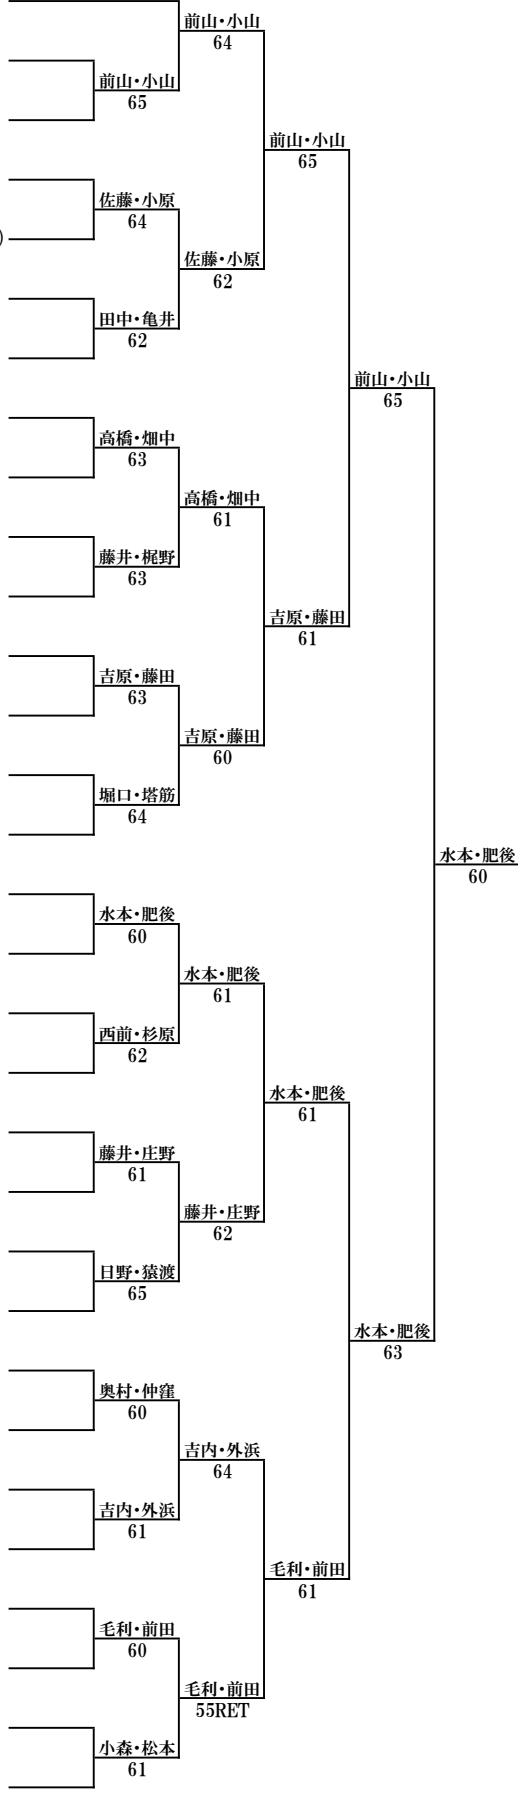 前山・小山
64
前山・小山
65
前山・小山
65
佐藤・小原
64
)
佐藤・小原
62
田中・亀井
62
前山・小山
65
高橋・畑中
63
高橋・畑中
61
藤井・梶野
63
吉原・藤田
61
吉原・藤田
63
吉原・藤田
60
堀口・塔筋
64
水本・肥後
60
水本・肥後
60
水本・肥後
61
西前・杉原
62
水本・肥後
61
藤井・庄野
61
藤井・庄野
62
日野・猿渡
65
水本・肥後
63
奥村・仲窪
60
吉内・外浜
64
吉内・外浜
61
毛利・前田
61
毛利・前田
60
毛利・前田
55RET
小森・松本
61